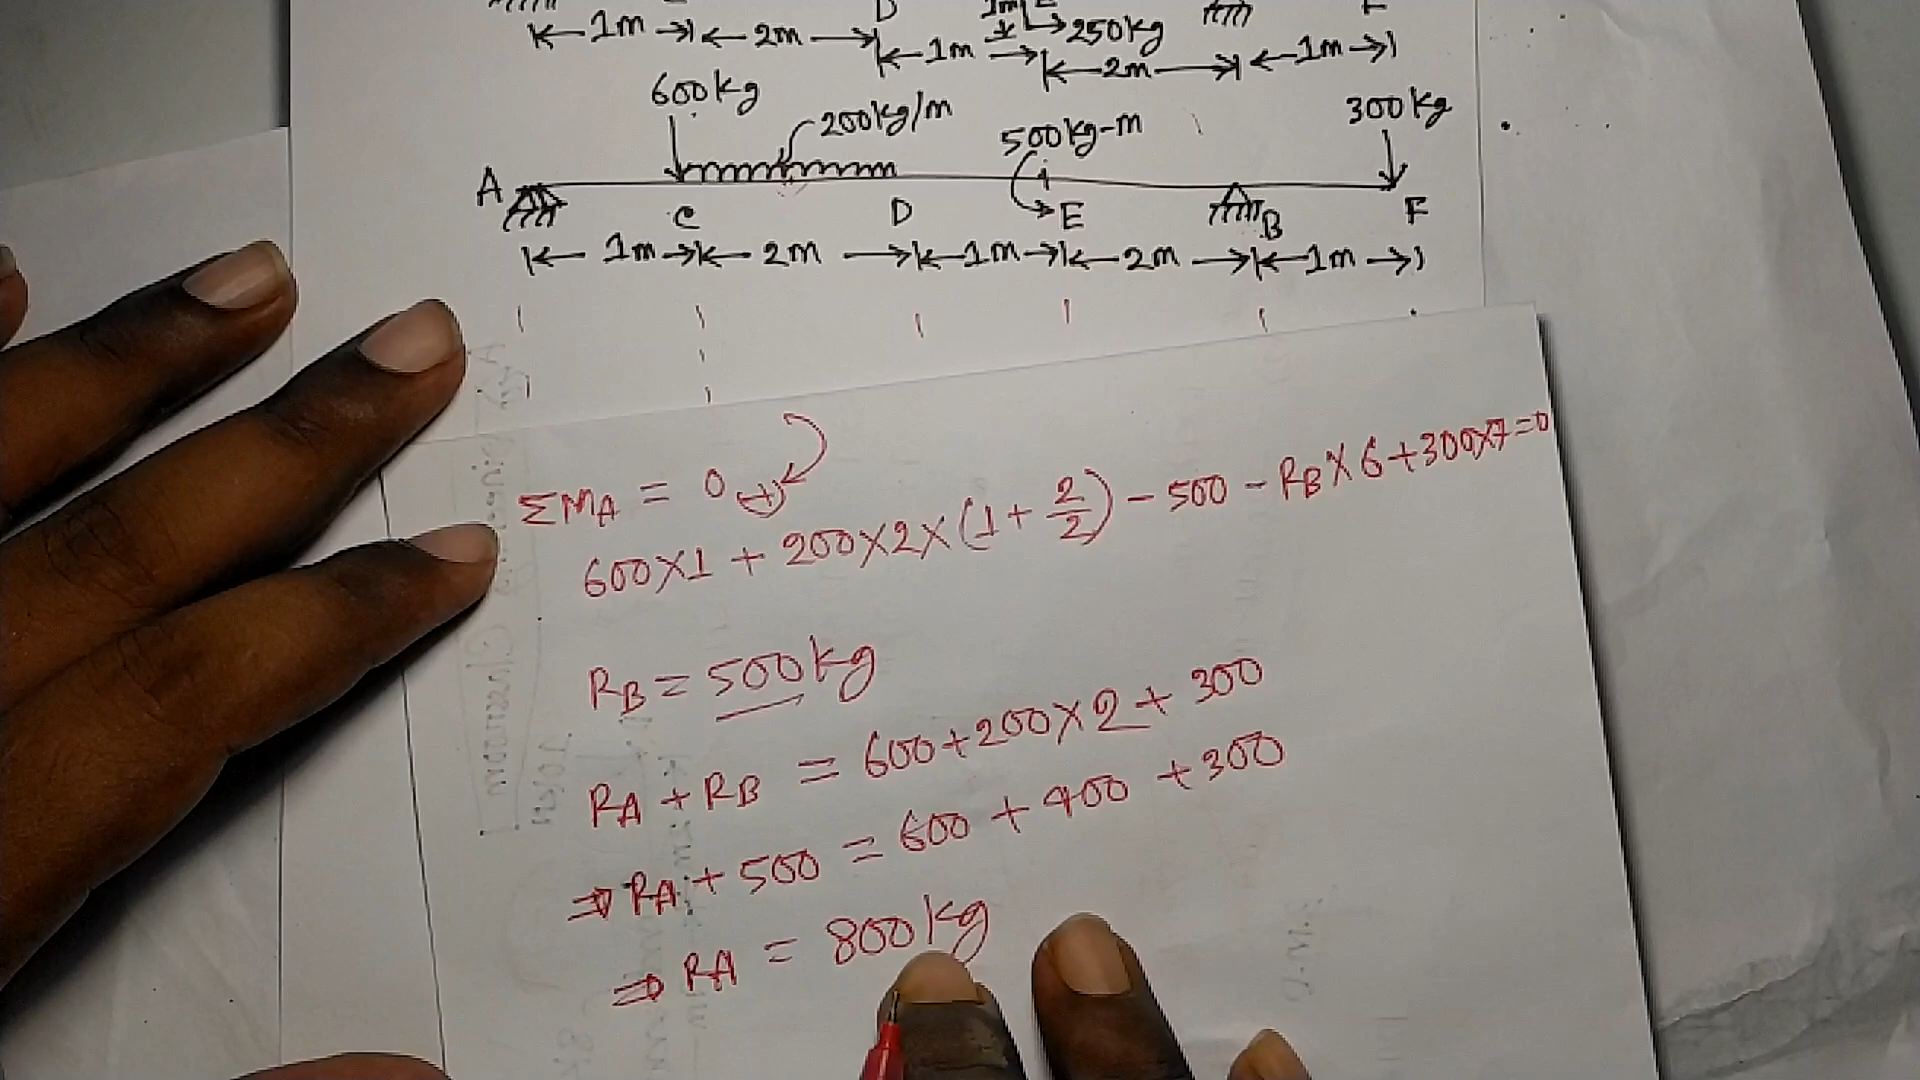 D 1m E
1m 2m 250kg
1m 2m 1m
600kg 200kg/m 500kg-m 300kg
A C D E B F
1m 2m 1m 2m 1m
ΣMA = 0 (+)
600×1 + 200×2×(1+2/2) - 500 - RB×6 + 300×7=0
RB = 500kg
RA + RB = 600+200×2+300
⇒ RA + 500 = 600 + 400 + 300
⇒ RA = 800kg